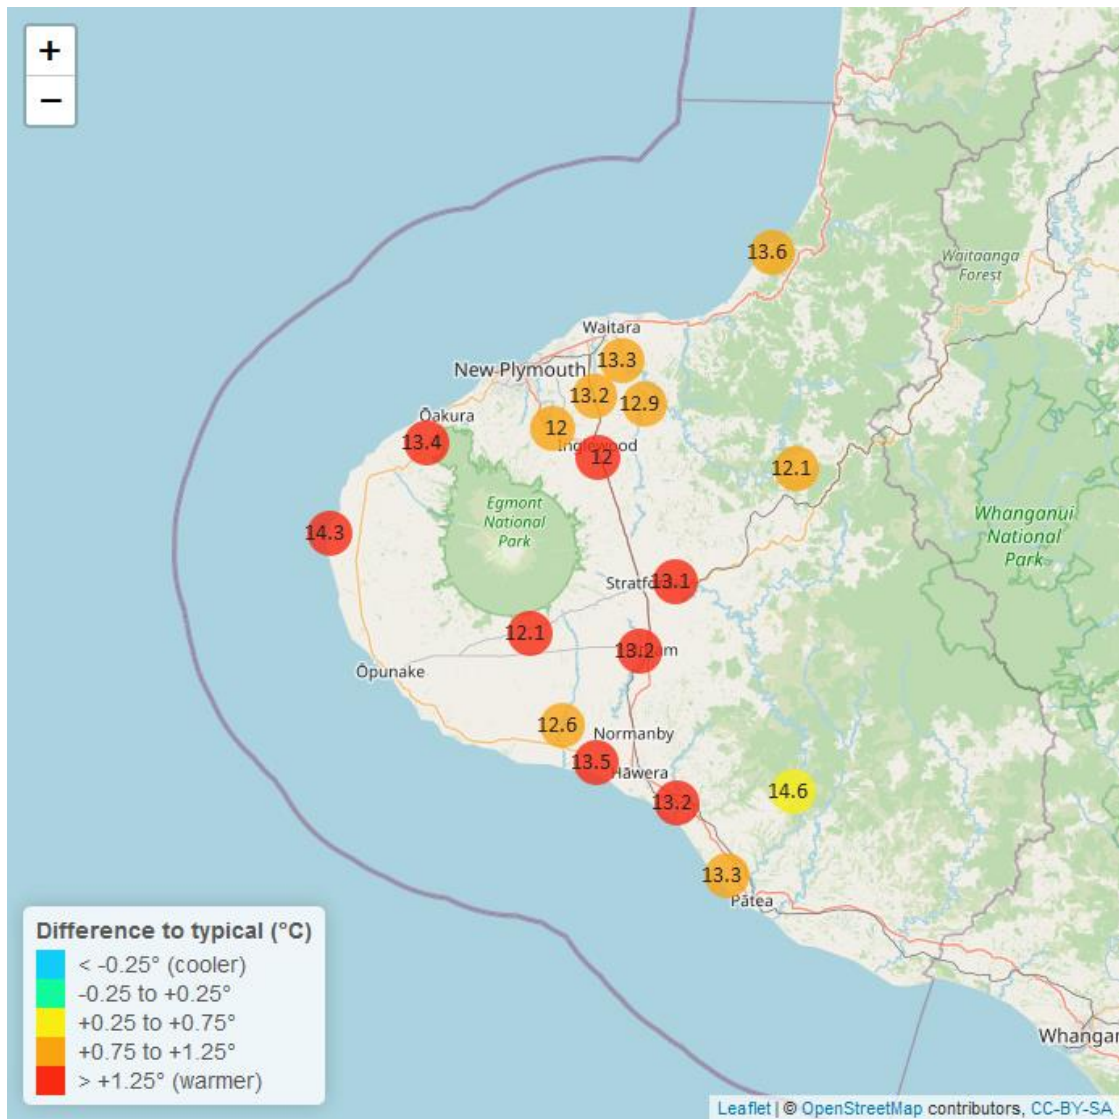 +
−
13.6
Waitaanga
Forest
Waitara
13.3
New Plymouth
13.2
12.9
Ōakura
12
13.4
Inglewood
12
12.1
Egmont
National
Park
Whanganui
National
Park
14.3
13.1
12.1
13.2
Ōpunake
12.6
Normanby
13.5
Hāwera
14.6
13.2
13.3
Pātea
Difference to typical (°C)
< -0.25° (cooler)
-0.25 to +0.25°
+0.25 to +0.75°
+0.75 to +1.25°
> +1.25° (warmer)
Whangan
Leaflet | © OpenStreetMap contributors, CC-BY-SA